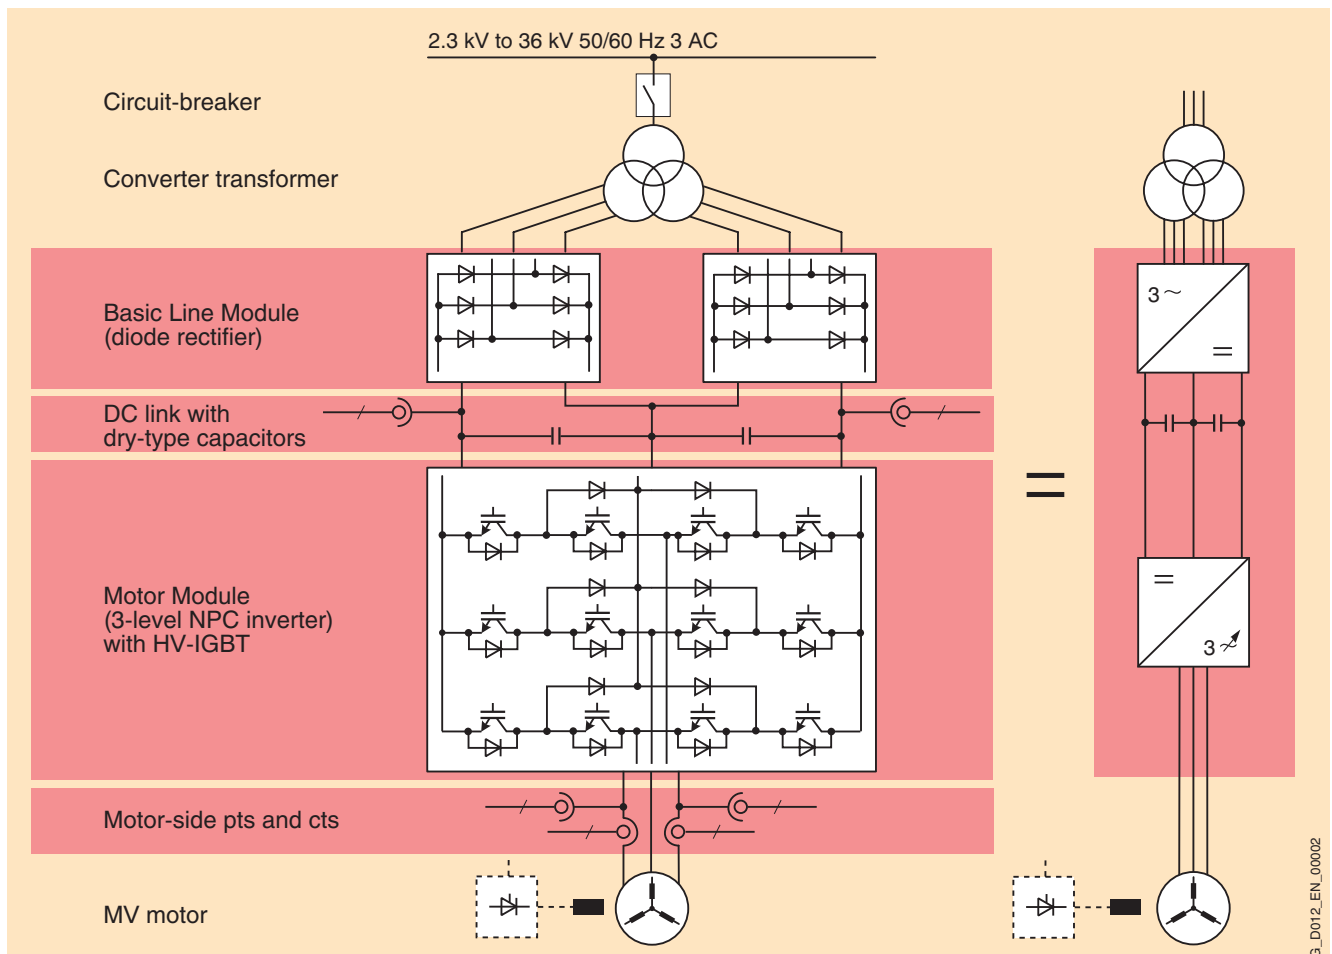 2.3 kV to 36 kV 50/60 Hz 3 AC
Circuit-breaker
Converter transformer
Basic Line Module
(diode rectifier)
3 ~
=
DC link with
dry-type capacitors
=
Motor Module
(3-level NPC inverter)
with HV-IGBT
=
3 ~
Motor-side pts and cts
MV motor
G_D012_EN_00002